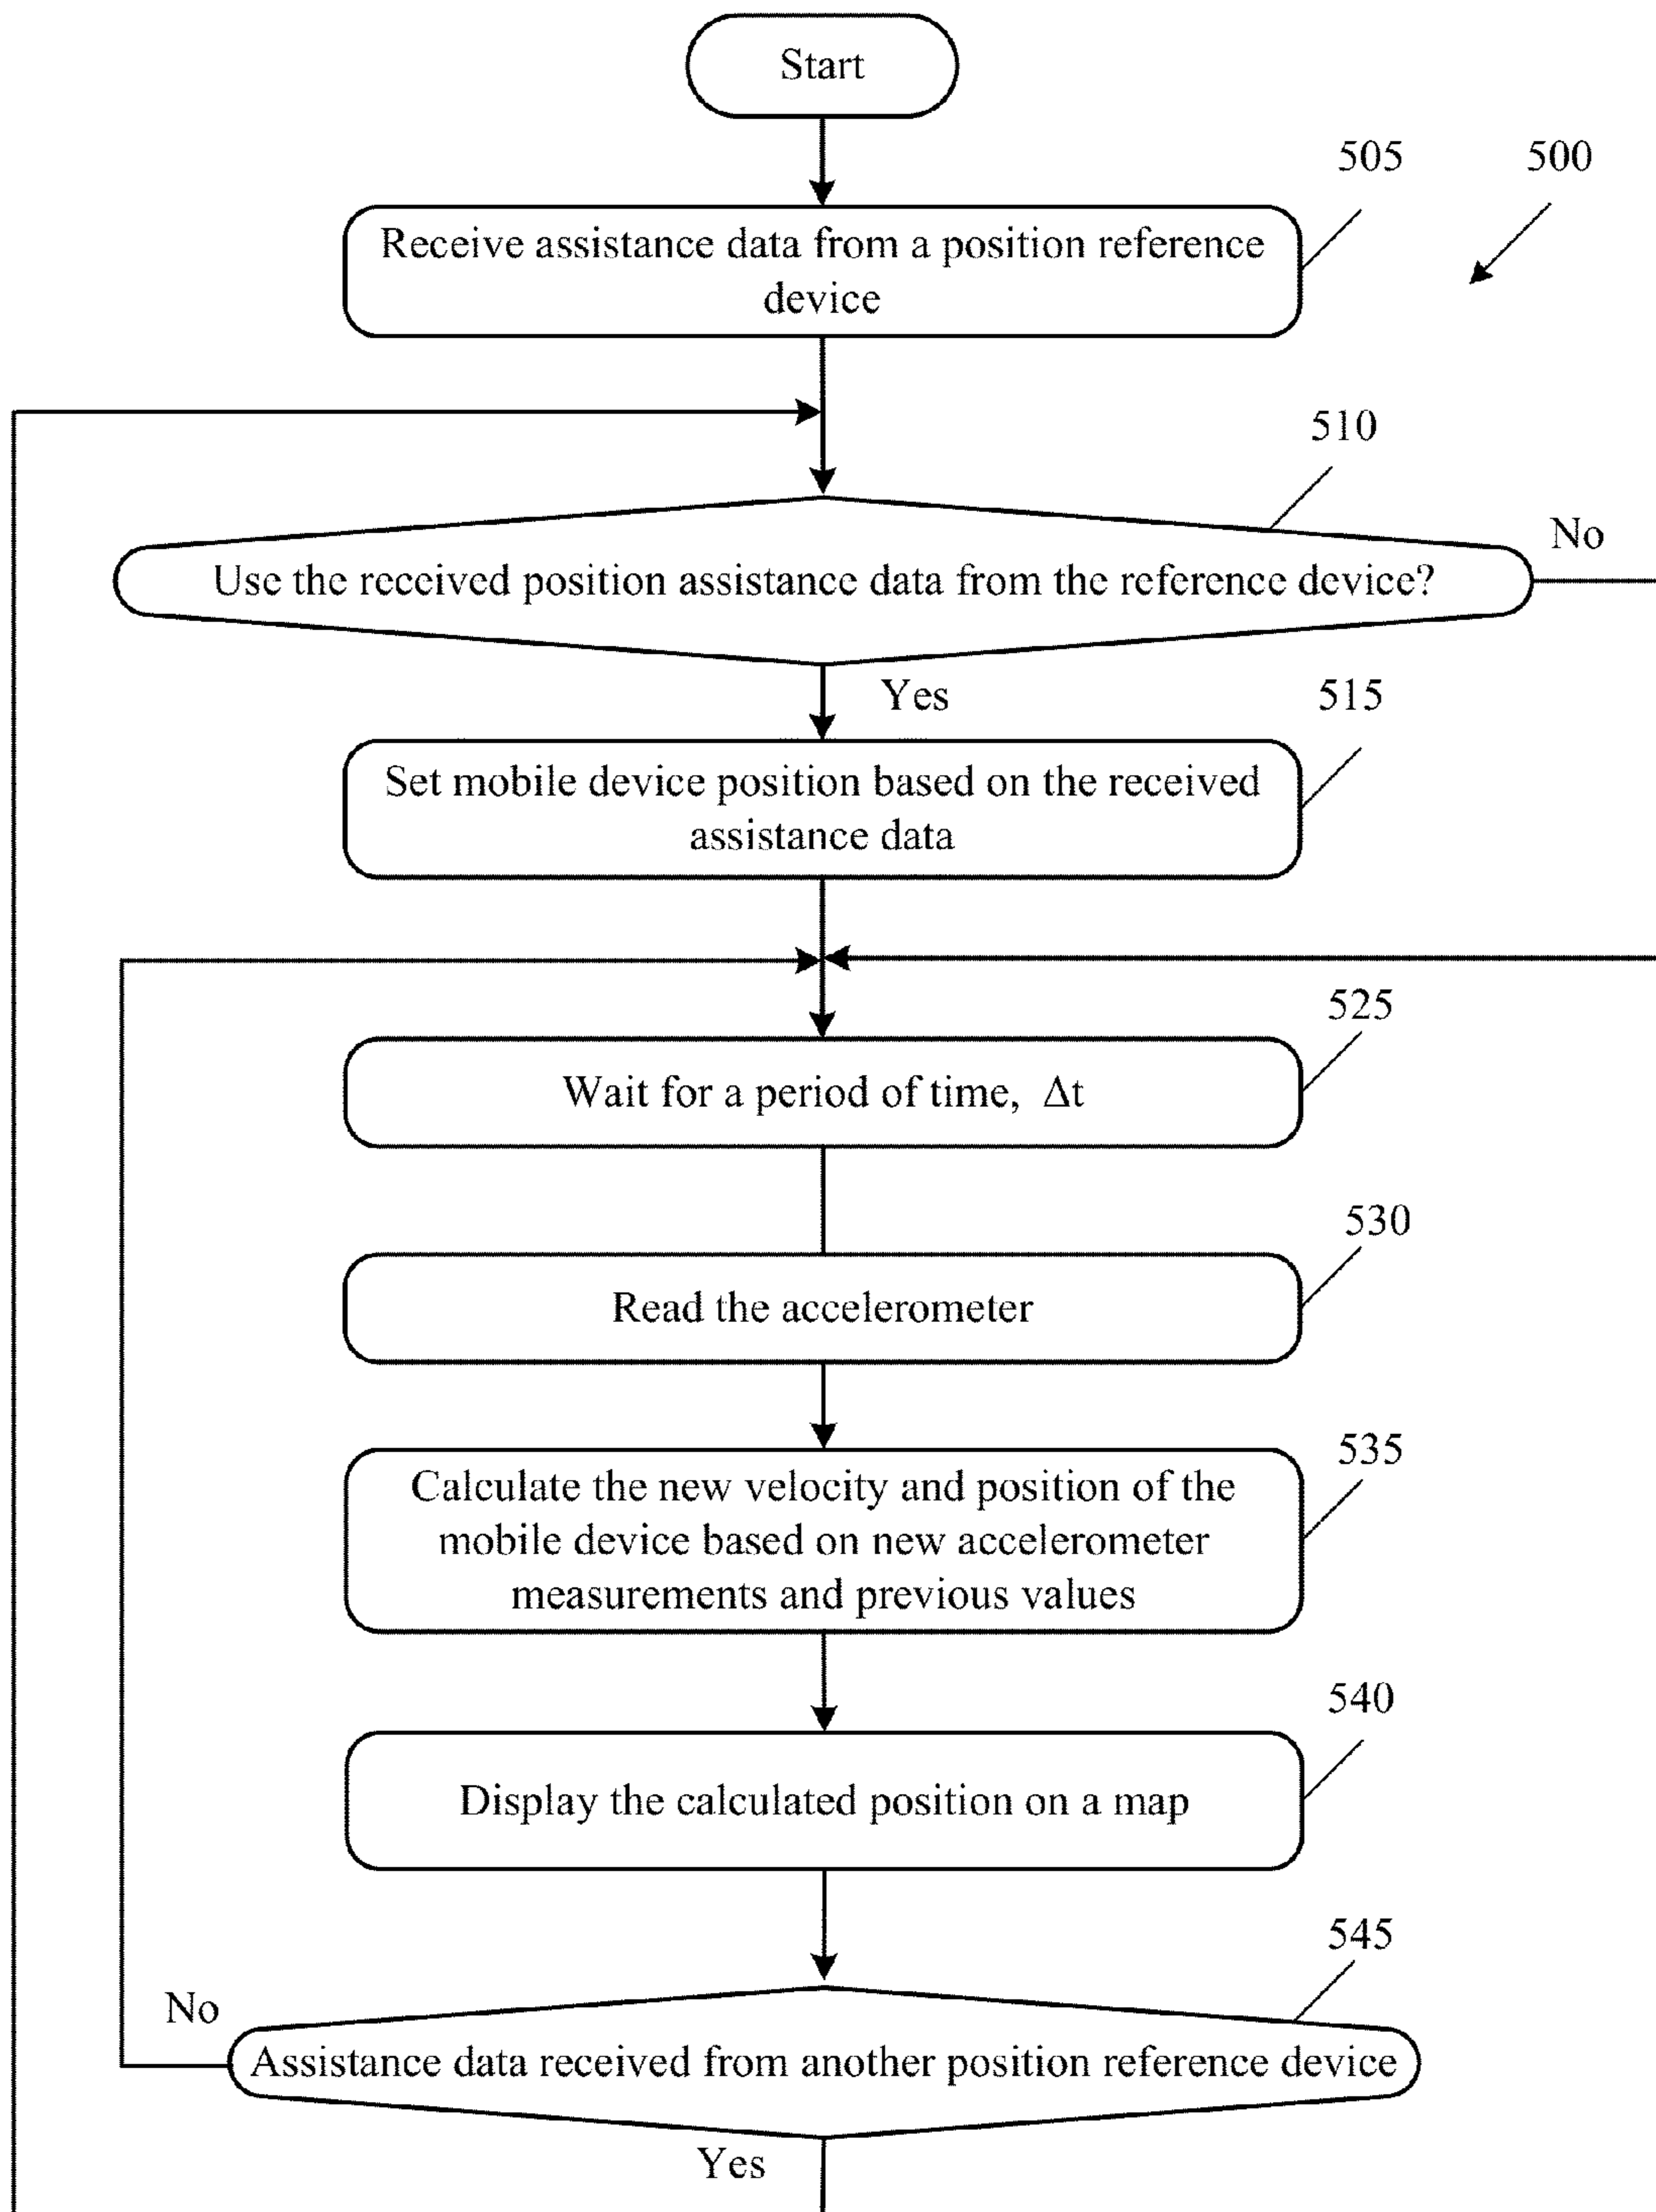 Start
505
500
Receive assistance data from a position reference
device
510
No
Use the received position assistance data from the reference device?
Yes
515
Set mobile device position based on the received
assistance data
525
Wait for a period of time, Δt
530
Read the accelerometer
535
Calculate the new velocity and position of the
mobile device based on new accelerometer
measurements and previous values
540
Display the calculated position on a map
545
No
Assistance data received from another position reference device
Yes